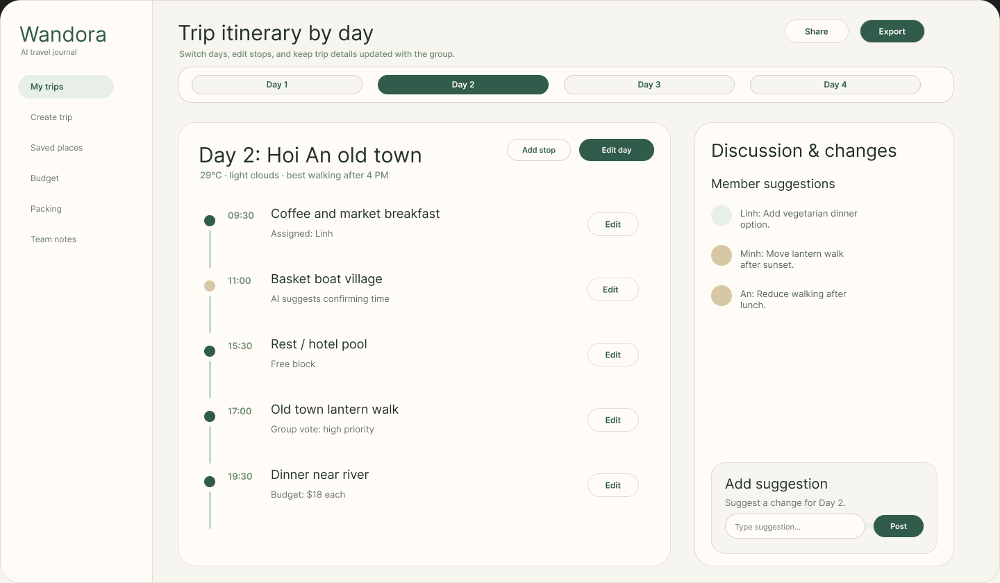 Wandora
AI travel journal
My trips
Create trip
Saved places
Budget
Packing
Team notes
Trip itinerary by day
Switch days, edit stops, and keep trip details updated with the group.
Share
Export
Day 1
Day 2
Day 3
Day 4
Day 2: Hoi An old town
29°C · light clouds · best walking after 4 PM
Add stop
Edit day
09:30
Coffee and market breakfast
Assigned: Linh
Edit
11:00
Basket boat village
AI suggests confirming time
Edit
15:30
Rest / hotel pool
Free block
Edit
17:00
Old town lantern walk
Group vote: high priority
Edit
19:30
Dinner near river
Budget: $18 each
Edit
Discussion & changes
Member suggestions
Linh: Add vegetarian dinner
option.
Minh: Move lantern walk
after sunset.
An: Reduce walking after
lunch.
Add suggestion
Suggest a change for Day 2.
Type suggestion...
Post